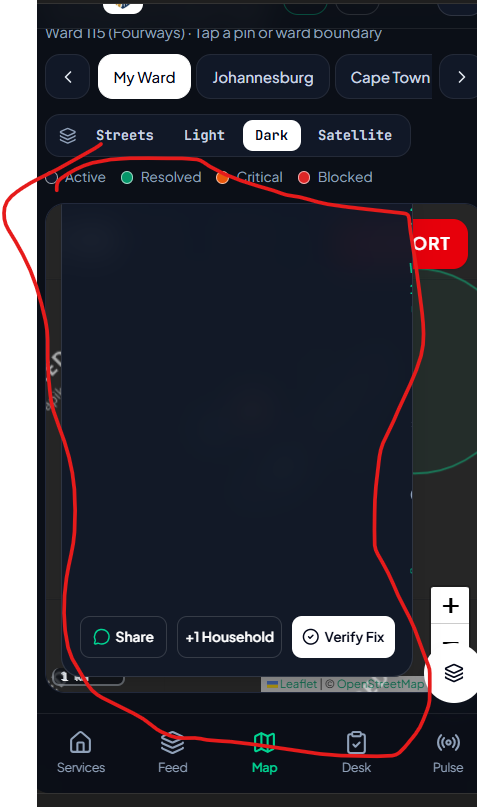 Ward 115 (Fourways) · Tap a pin or ward boundary
My Ward Johannesburg Cape Town
Streets Light Dark Satellite
Active Resolved Critical Blocked
ORT
Share +1 Household Verify Fix
+
Leaflet | © OpenStreetMap
Services Feed Map Desk Pulse